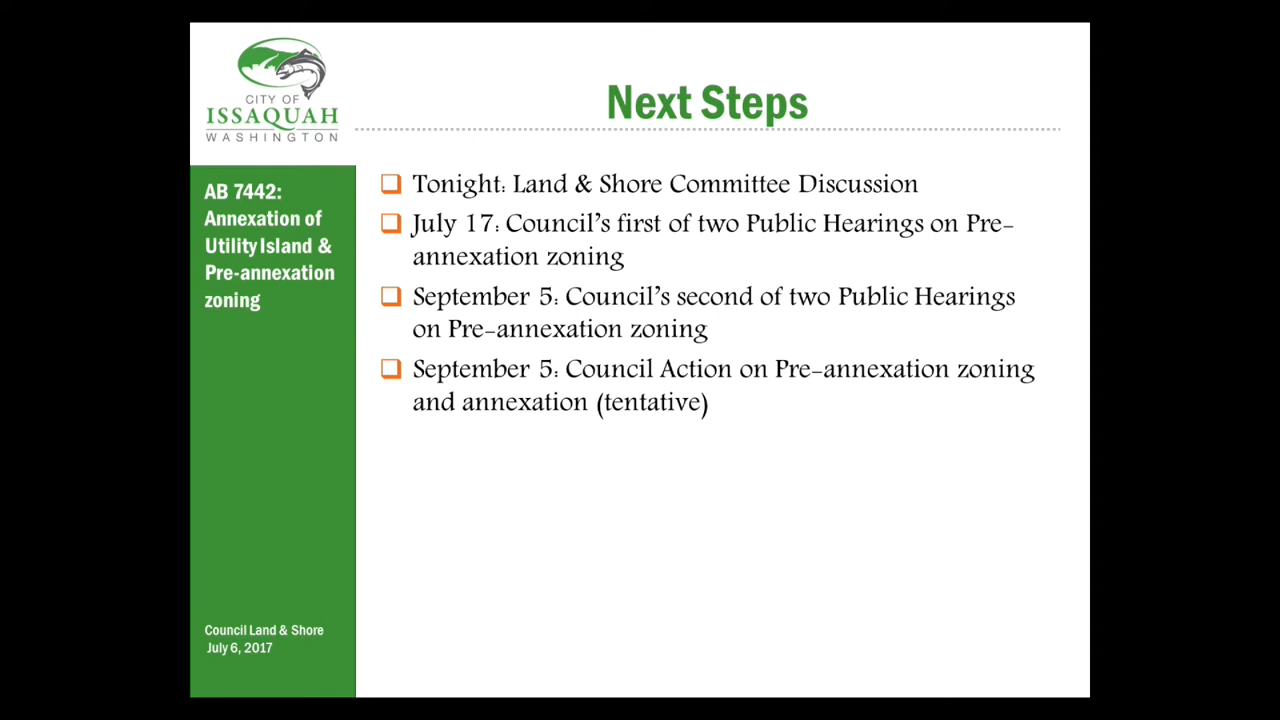 CITY OF
ISSAQUAH
WASHINGTON
Next Steps
AB 7442:
Annexation of
Utility Island &
Pre-annexation
zoning
❑ Tonight: Land & Shore Committee Discussion
❑ July 17: Council’s first of two Public Hearings on Pre-
annexation zoning
❑ September 5: Council’s second of two Public Hearings
on Pre-annexation zoning
❑ September 5: Council Action on Pre-annexation zoning
and annexation (tentative)
Council Land & Shore
July 6, 2017